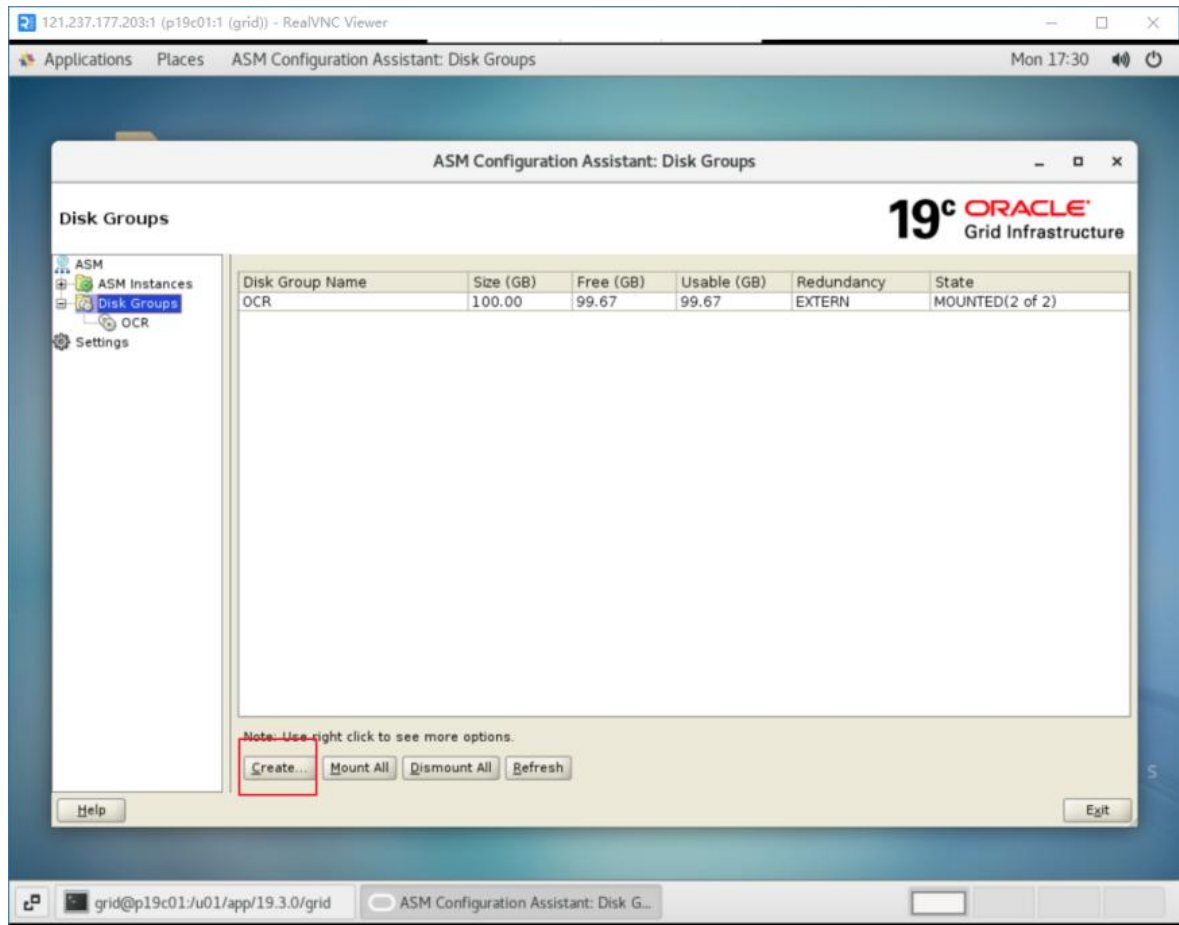 121.237.177.203:1 (p19c01:1 (grid)) - RealVNC Viewer
Applications Places ASM Configuration Assistant: Disk Groups Mon 17:30
ASM Configuration Assistant: Disk Groups
Disk Groups
19c ORACLE
Grid Infrastructure
ASM
ASM Instances
Disk Groups
OCR
Settings
Disk Group Name Size (GB) Free (GB) Usable (GB) Redundancy State
OCR 100.00 99.67 99.67 EXTERN MOUNTED(2 of 2)
Note: Use right click to see more options.
Create... Mount All Dismount All Refresh
S
Help Exit
grid@p19c01:/u01/app/19.3.0/grid ASM Configuration Assistant: Disk G...